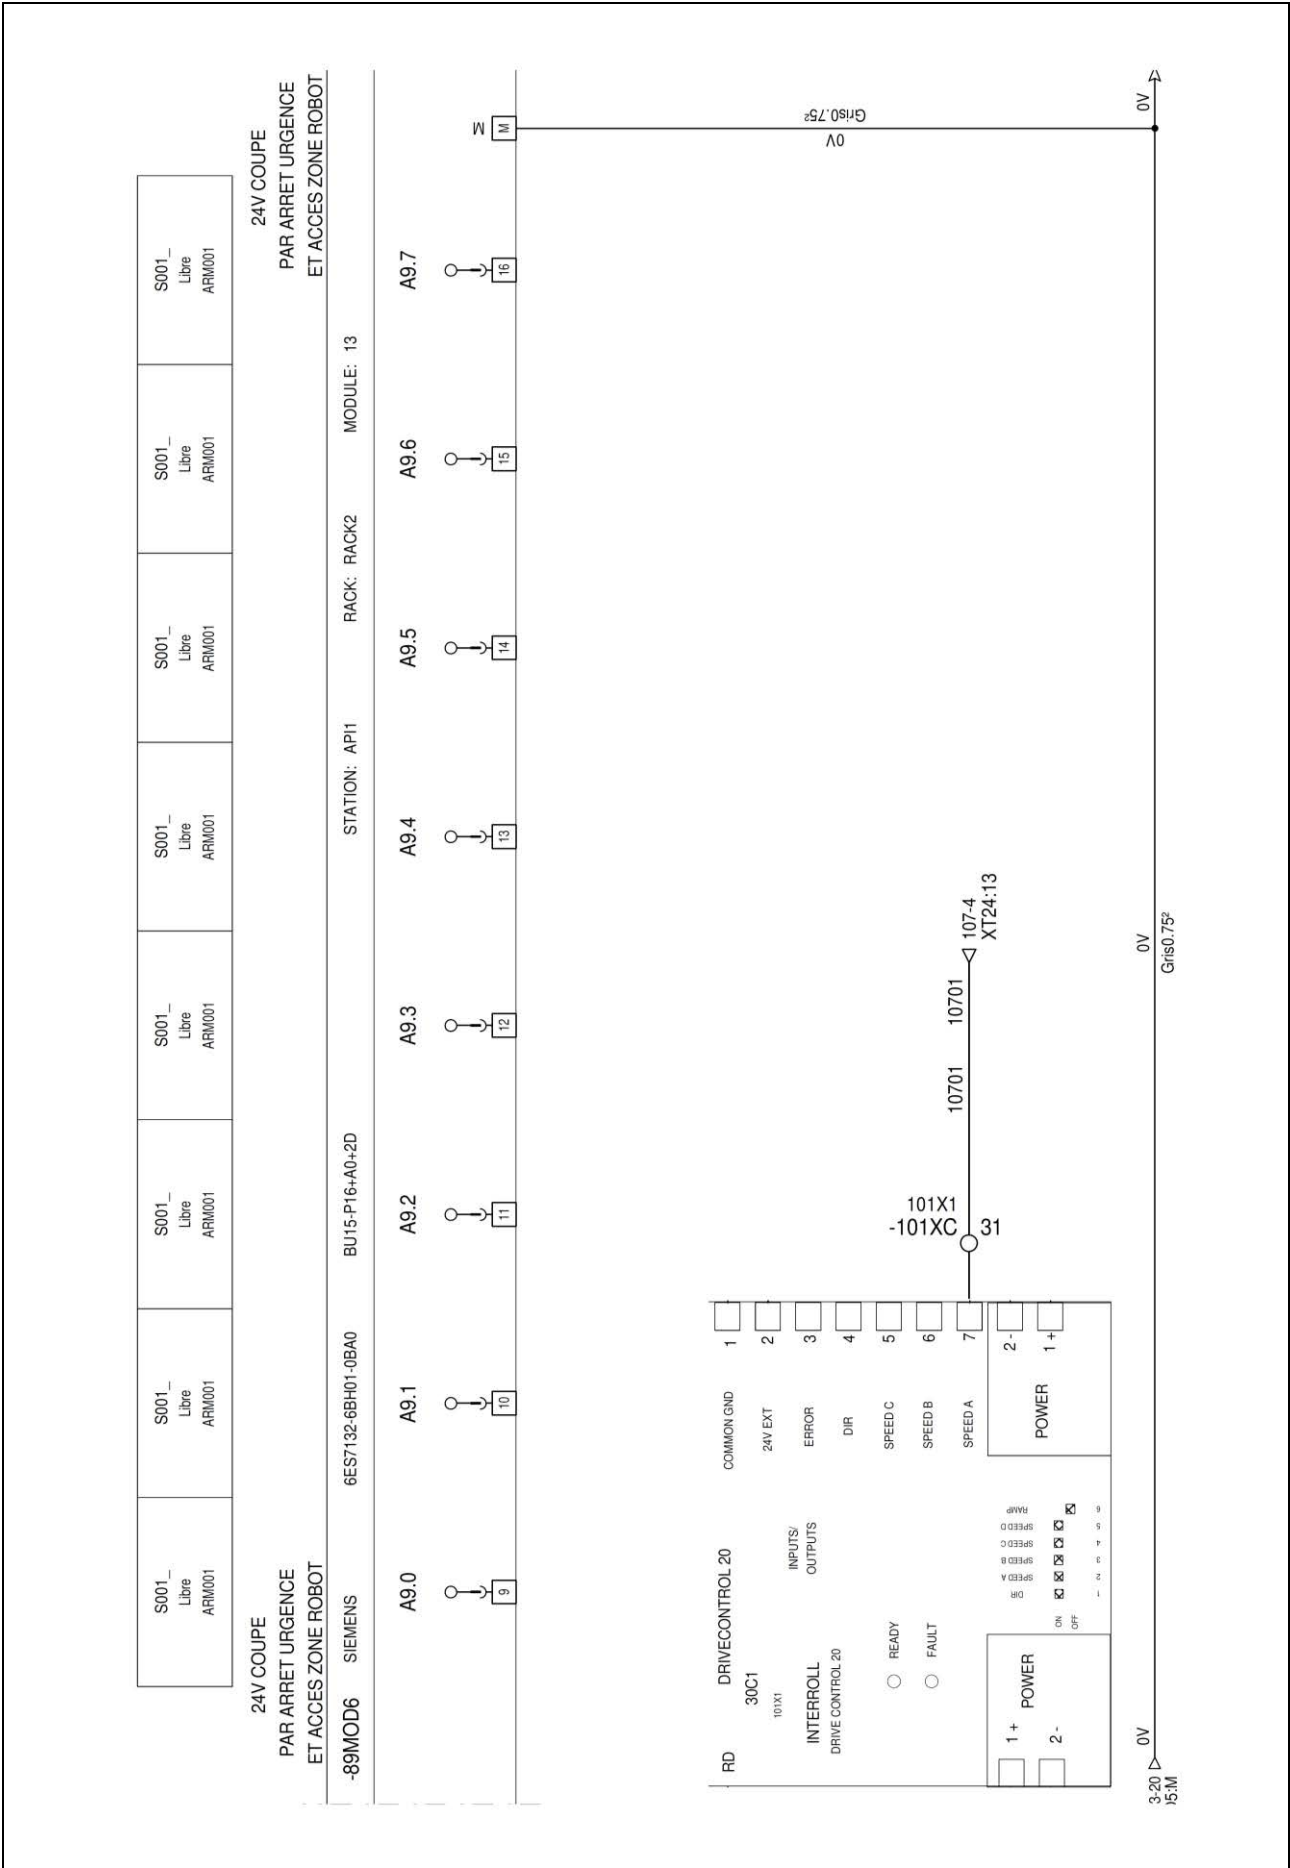 S001_
Libre
ARM001
S001_
Libre
ARM001
S001_
Libre
ARM001
S001_
Libre
ARM001
S001_
Libre
ARM001
S001_
Libre
ARM001
S001_
Libre
ARM001
S001_
Libre
ARM001
24V COUPE
PAR ARRET URGENCE
ET ACCES ZONE ROBOT
24V COUPE
PAR ARRET URGENCE
ET ACCES ZONE ROBOT
-89MOD6 SIEMENS 6ES7132-6BH01-0BA0 BU15-P16+A0+2D STATION: API1 RACK: RACK2 MODULE: 13
A9.0 A9.1 A9.2 A9.3 A9.4 A9.5 A9.6 A9.7
M
9 10 11 12 13 14 15 16 M
0V
Gris0.75²
RD DRIVECONTROL 20
30C1
101X1
INTERROLL
DRIVE CONTROL 20
INPUTS/
OUTPUTS
READY
FAULT
COMMON GND 1
24V EXT 2
ERROR 3
DIR 4
SPEED C 5
SPEED B 6
SPEED A 7
2 -
1 +
POWER
1 +
2 -
POWER
DIR SPEED A SPEED B SPEED C SPEED D RAMP
ON
OFF
1 2 3 4 5 6
101X1
-101XC 31
10701 10701
107-4
XT24:13
0V 0V 0V
Gris0.75²
3-20
05:M